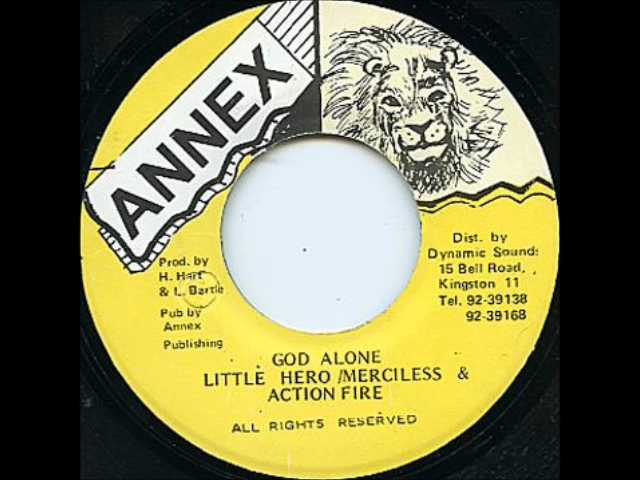 ANNEX
Prod. by
H. Hart
& L. Bartle
Pub by
Annex
Publishing
Dist. by
Dynamic Sounds
15 Bell Road,
Kingston 11
Tel. 92-39138
92-39168
GOD ALONE
LITTLE HERO /MERCILESS &
ACTION FIRE
ALL RIGHTS RESERVED